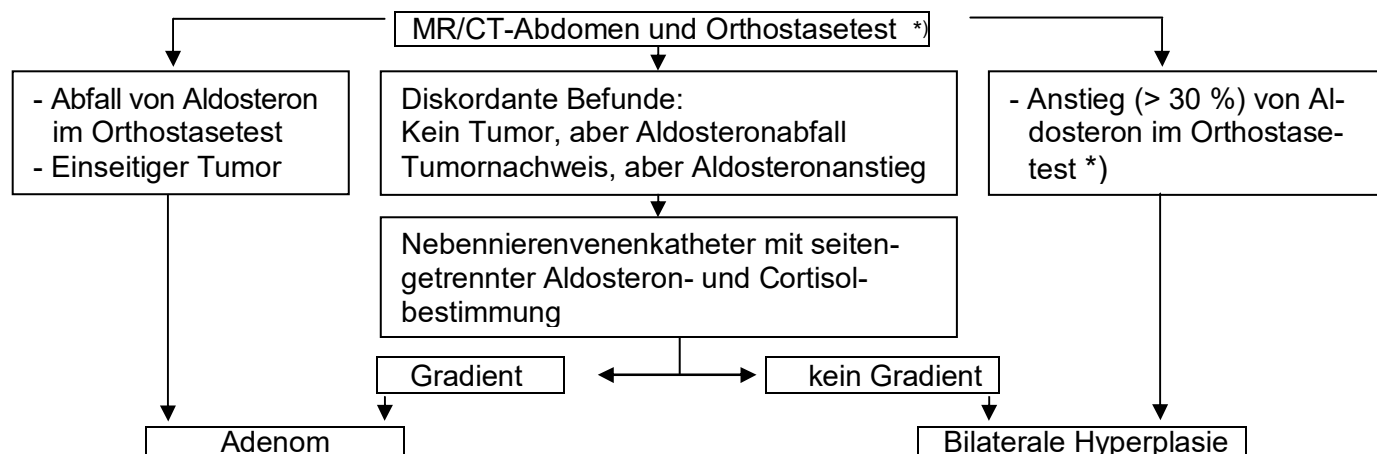 MR/CT-Abdomen und Orthostasetest *)
- Abfall von Aldosteron
im Orthostasetest
- Einseitiger Tumor
Diskordante Befunde:
Kein Tumor, aber Aldosteronabfall
Tumornachweis, aber Aldosteronanstieg
- Anstieg (> 30 %) von Al-
dosteron im Orthostase-
test *)
Nebennierenvenenkatheter mit seiten-
getrennter Aldosteron- und Cortisol-
bestimmung
Gradient
kein Gradient
Adenom
Bilaterale Hyperplasie